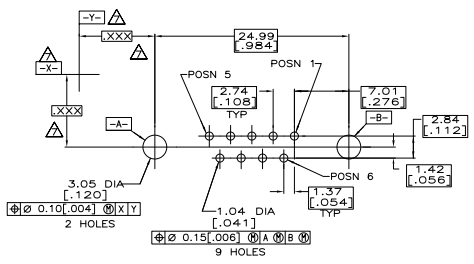 -Y-
7
.XXX
7
24.99
[.984]
7
-X-
POSN 5
POSN 1
2.74
[.108]
TYP
7.01
[.276]
.XXX
7
-A-
-B-
2.84
[.112]
3.05 DIA
[.120]
⌖ Ø 0.10[.004] Ⓜ X Y
2 HOLES
POSN 6
1.42
[.056]
1.37
[.054]
TYP
1.04 DIA
[.041]
⌖ Ø 0.15[.006] Ⓜ A Ⓜ B Ⓜ
9 HOLES